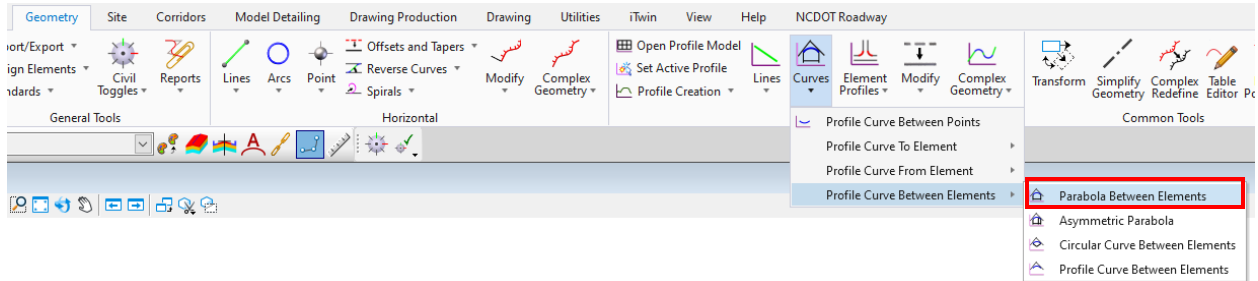 Geometry Site Corridors Model Detailing Drawing Production Drawing Utilities iTwin View Help NCDOT Roadway
ort/Export
ign Elements
ndards
Civil Toggles
Reports
General Tools
Lines
Arcs
Point
Offsets and Tapers
Reverse Curves
Spirals
Modify
Complex Geometry
Horizontal
Open Profile Model
Set Active Profile
Profile Creation
Lines
Curves
Element Profiles
Modify
Complex Geometry
Transform
Simplify Geometry
Complex Redefine
Table Editor
Common Tools
Profile Curve Between Points
Profile Curve To Element
Profile Curve From Element
Profile Curve Between Elements
Parabola Between Elements
Asymmetric Parabola
Circular Curve Between Elements
Profile Curve Between Elements